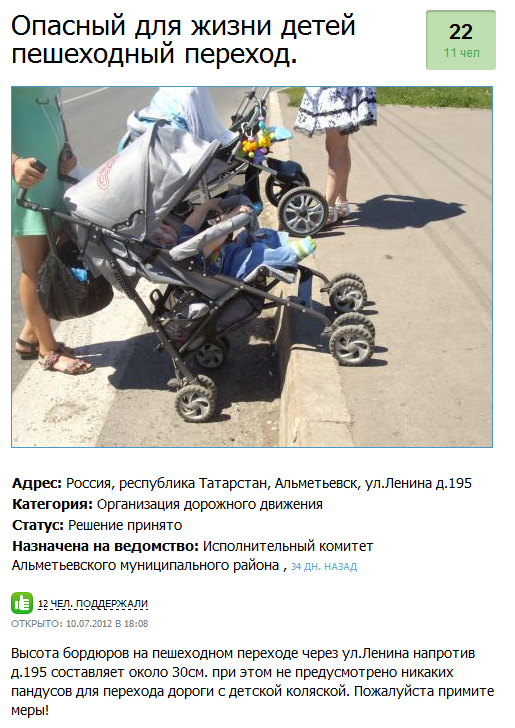 Опасный для жизни детей
пешеходный переход.
22
11 чел
Адрес: Россия, республика Татарстан, Альметьевск, ул.Ленина д.195
Категория: Организация дорожного движения
Статус: Решение принято
Назначена на ведомство: Исполнительный комитет
Альметьевского муниципального района , 34 ДН. НАЗАД
12 ЧЕЛ. ПОДДЕРЖАЛИ
ОТКРЫТО: 10.07.2012 В 18:08
Высота бордюров на пешеходном переходе через ул.Ленина напротив
д.195 составляет около 30см. при этом не предусмотрено никаких
пандусов для перехода дороги с детской коляской. Пожалуйста примите
меры!